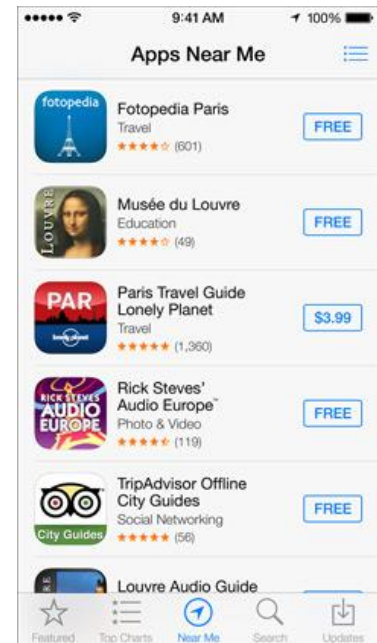 9:41 AM
100%
Apps Near Me
fotopedia
Fotopedia Paris
Travel
(601)
FREE
LOUVRE
Musée du Louvre
Education
(49)
FREE
PAR
lonely planet
Paris Travel Guide
Lonely Planet
Travel
(1,360)
$3.99
RICK STEVES
AUDIO
EUROPE
Rick Steves'
Audio Europe™
Photo & Video
(119)
FREE
City Guides
TripAdvisor Offline
City Guides
Social Networking
(56)
FREE
Louvre Audio Guide
Featured
Top Charts
Near Me
Search
Updates